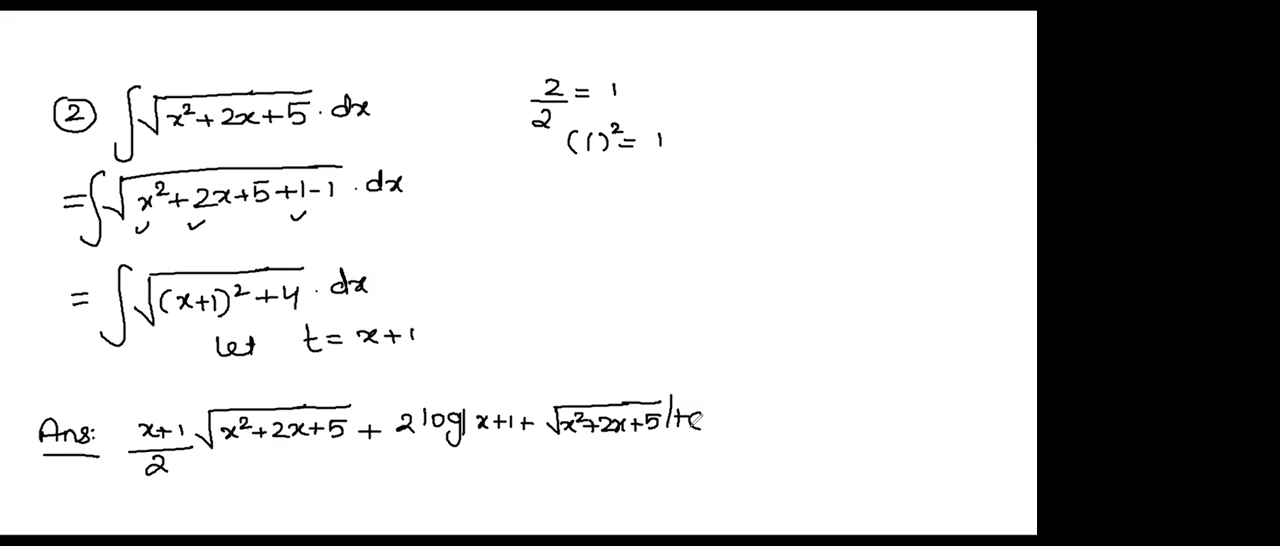 ② ∫√(x²+2x+5) . dx
2/2 = 1
(1)² = 1
= ∫√(x²+2x+5+1-1) . dx
= ∫√((x+1)²+4) . dx
let t = x+1
Ans: (x+1)/2 √(x²+2x+5) + 2 log|x+1+ √(x²+2x+5)|+c